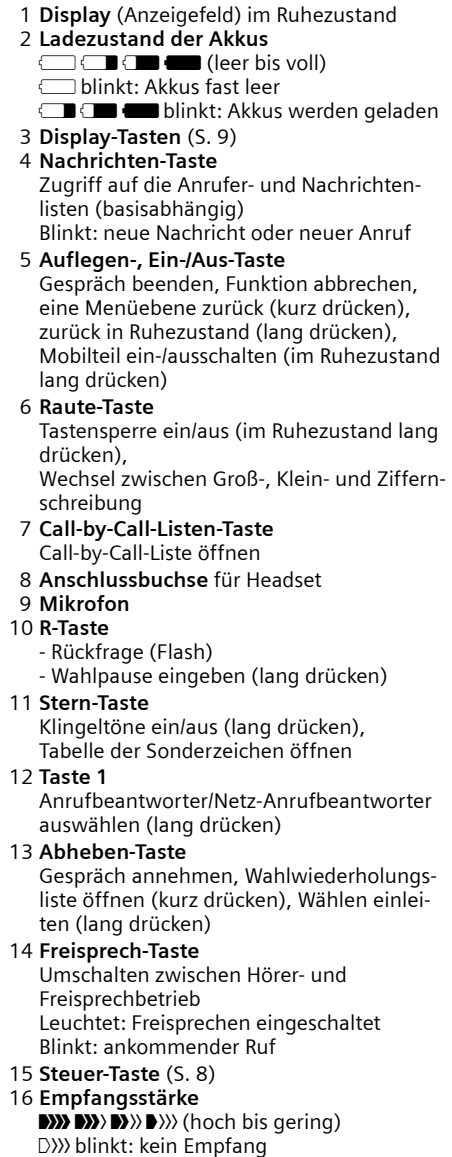 1 Display (Anzeigefeld) im Ruhezustand
2 Ladezustand der Akkus
(leer bis voll)
blinkt: Akku fast leer
blinkt: Akkus werden geladen
3 Display-Tasten (S. 9)
4 Nachrichten-Taste
Zugriff auf die Anrufer- und Nachrichten-
listen (basisabhängig)
Blinkt: neue Nachricht oder neuer Anruf
5 Auflegen-, Ein-/Aus-Taste
Gespräch beenden, Funktion abbrechen,
eine Menüebene zurück (kurz drücken),
zurück in Ruhezustand (lang drücken),
Mobilteil ein-/ausschalten (im Ruhezustand
lang drücken)
6 Raute-Taste
Tastensperre ein/aus (im Ruhezustand lang
drücken),
Wechsel zwischen Groß-, Klein- und Ziffern-
schreibung
7 Call-by-Call-Listen-Taste
Call-by-Call-Liste öffnen
8 Anschlussbuchse für Headset
9 Mikrofon
10 R-Taste
- Rückfrage (Flash)
- Wahlpause eingeben (lang drücken)
11 Stern-Taste
Klingeltöne ein/aus (lang drücken),
Tabelle der Sonderzeichen öffnen
12 Taste 1
Anrufbeantworter/Netz-Anrufbeantworter
auswählen (lang drücken)
13 Abheben-Taste
Gespräch annehmen, Wahlwiederholungs-
liste öffnen (kurz drücken), Wählen einlei-
ten (lang drücken)
14 Freisprech-Taste
Umschalten zwischen Hörer- und
Freisprechbetrieb
Leuchtet: Freisprechen eingeschaltet
Blinkt: ankommender Ruf
15 Steuer-Taste (S. 8)
16 Empfangsstärke
(hoch bis gering)
blinkt: kein Empfang